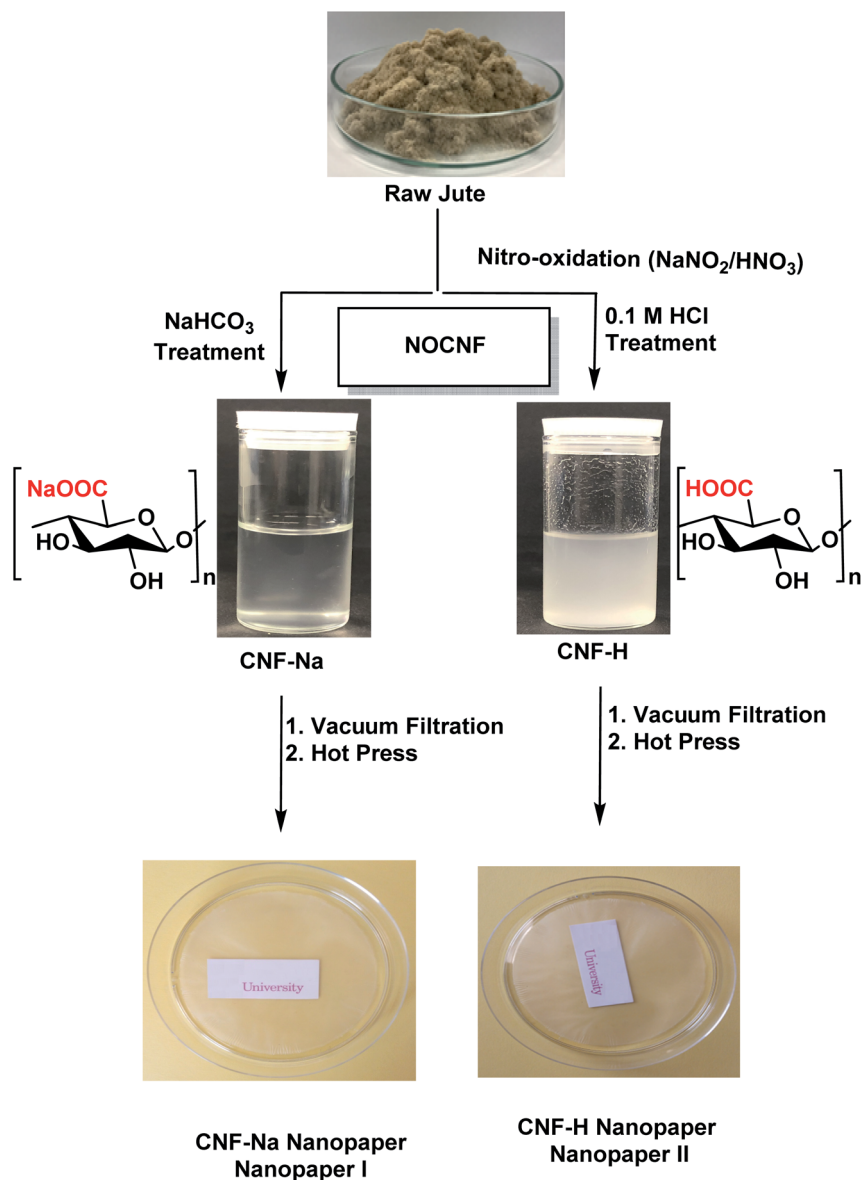 Raw Jute
Nitro-oxidation (NaNO₂/HNO₃)
NaHCO₃
Treatment
NOCNF
0.1 M HCl
Treatment
NaOOC
O
HO
OH
O
n
HOOC
O
HO
OH
O
n
CNF-Na
CNF-H
1. Vacuum Filtration
2. Hot Press
1. Vacuum Filtration
2. Hot Press
University
University
CNF-Na Nanopaper
Nanopaper I
CNF-H Nanopaper
Nanopaper II